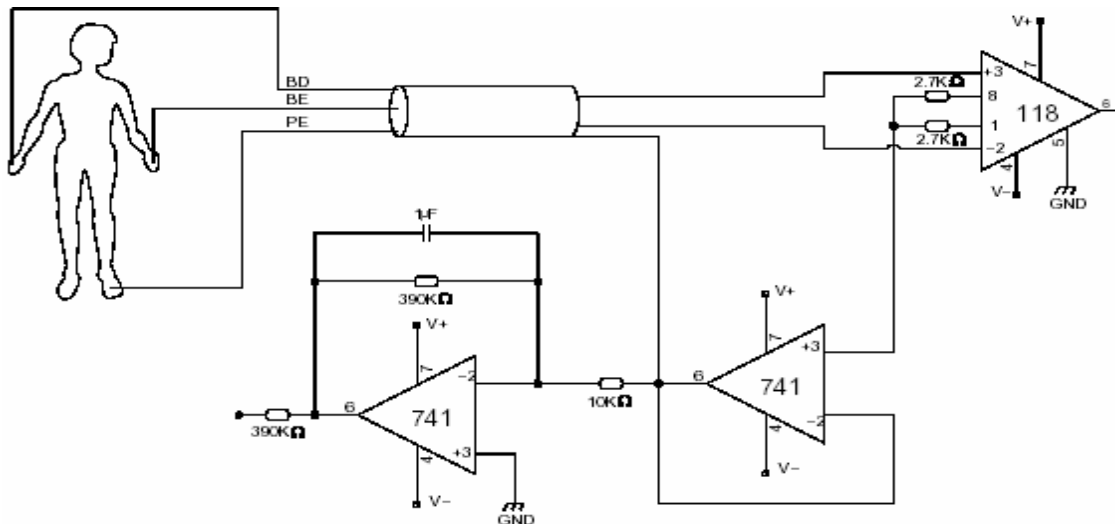 V+
BD
BE
PE
2.7KΩ
2.7KΩ
+3
8
1
-2
7
118
6
5
4
V-
GND
1µF
390KΩ
V+
7
-2
741
+3
4
6
V-
GND
390KΩ
10KΩ
V+
7
+3
741
-2
4
6
V-